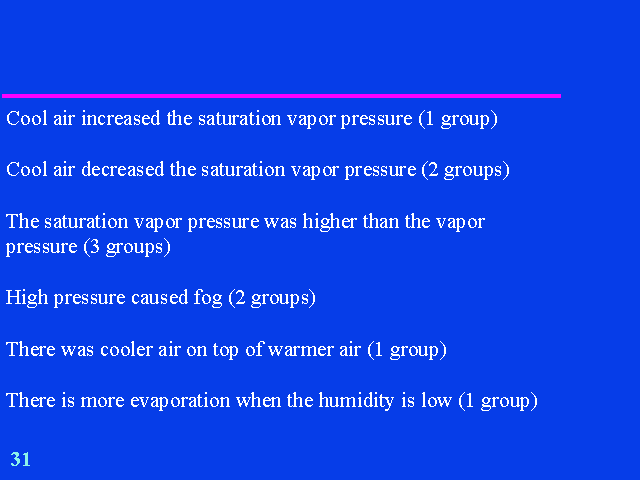 Cool air increased the saturation vapor pressure (1 group)
Cool air decreased the saturation vapor pressure (2 groups)
The saturation vapor pressure was higher than the vapor
pressure (3 groups)
High pressure caused fog (2 groups)
There was cooler air on top of warmer air (1 group)
There is more evaporation when the humidity is low (1 group)
31